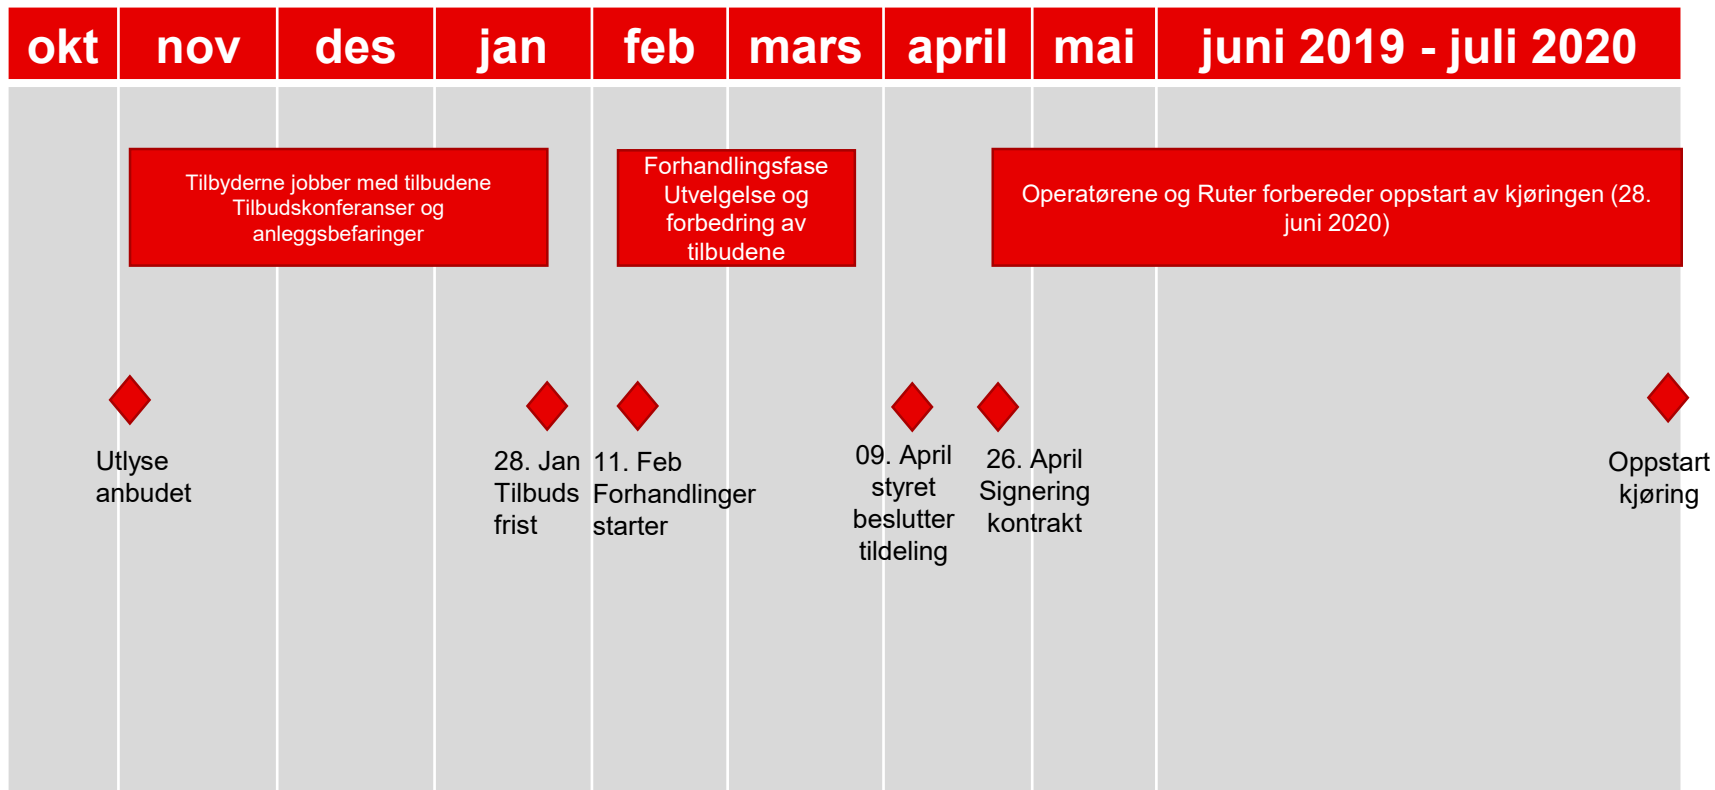 okt nov des jan feb mars april mai juni 2019 - juli 2020
Tilbyderne jobber med tilbudene
Tilbudskonferanser og
anleggsbefaringer
Forhandlingsfase
Utvelgelse og
forbedring av
tilbudene
Operatørene og Ruter forbereder oppstart av kjøringen (28.
juni 2020)
Utlyse
anbudet
28. Jan
Tilbuds
frist
11. Feb
Forhandlinger
starter
09. April
styret
beslutter
tildeling
26. April
Signering
kontrakt
Oppstart
kjøring